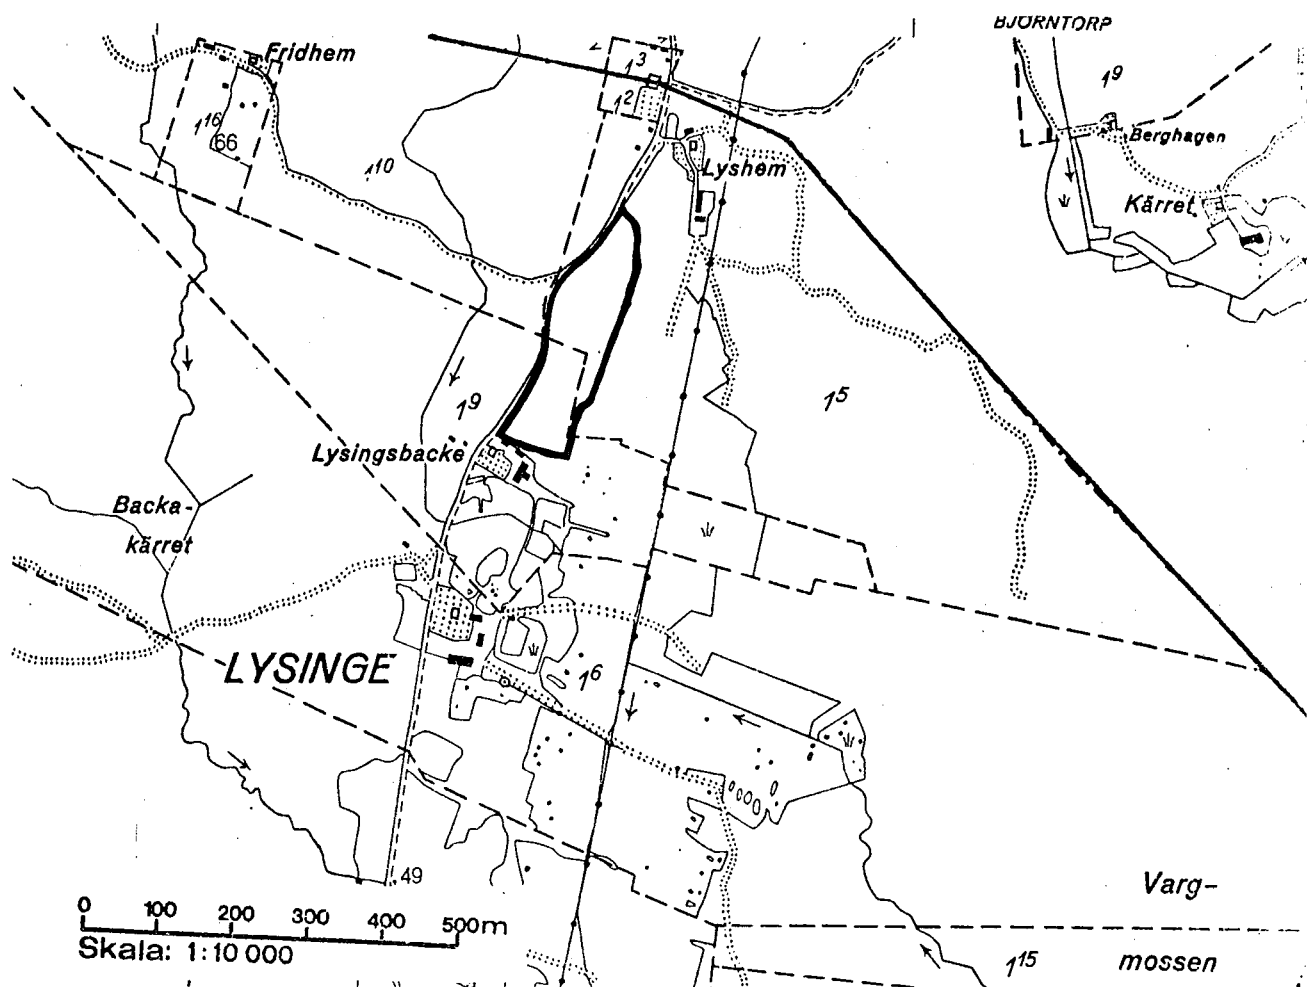 BJÖRNTORP
Fridhem
1³
1⁹
1²
1¹⁶
66
Berghagen
1¹⁰
Lyshem
Kärret
1⁹
1⁵
Lysingsbacke
Backa-
kärret
LYSINGE
1⁶
49
Varg-
mossen
1¹⁵
0 100 200 300 400 500m
Skala: 1:10 000